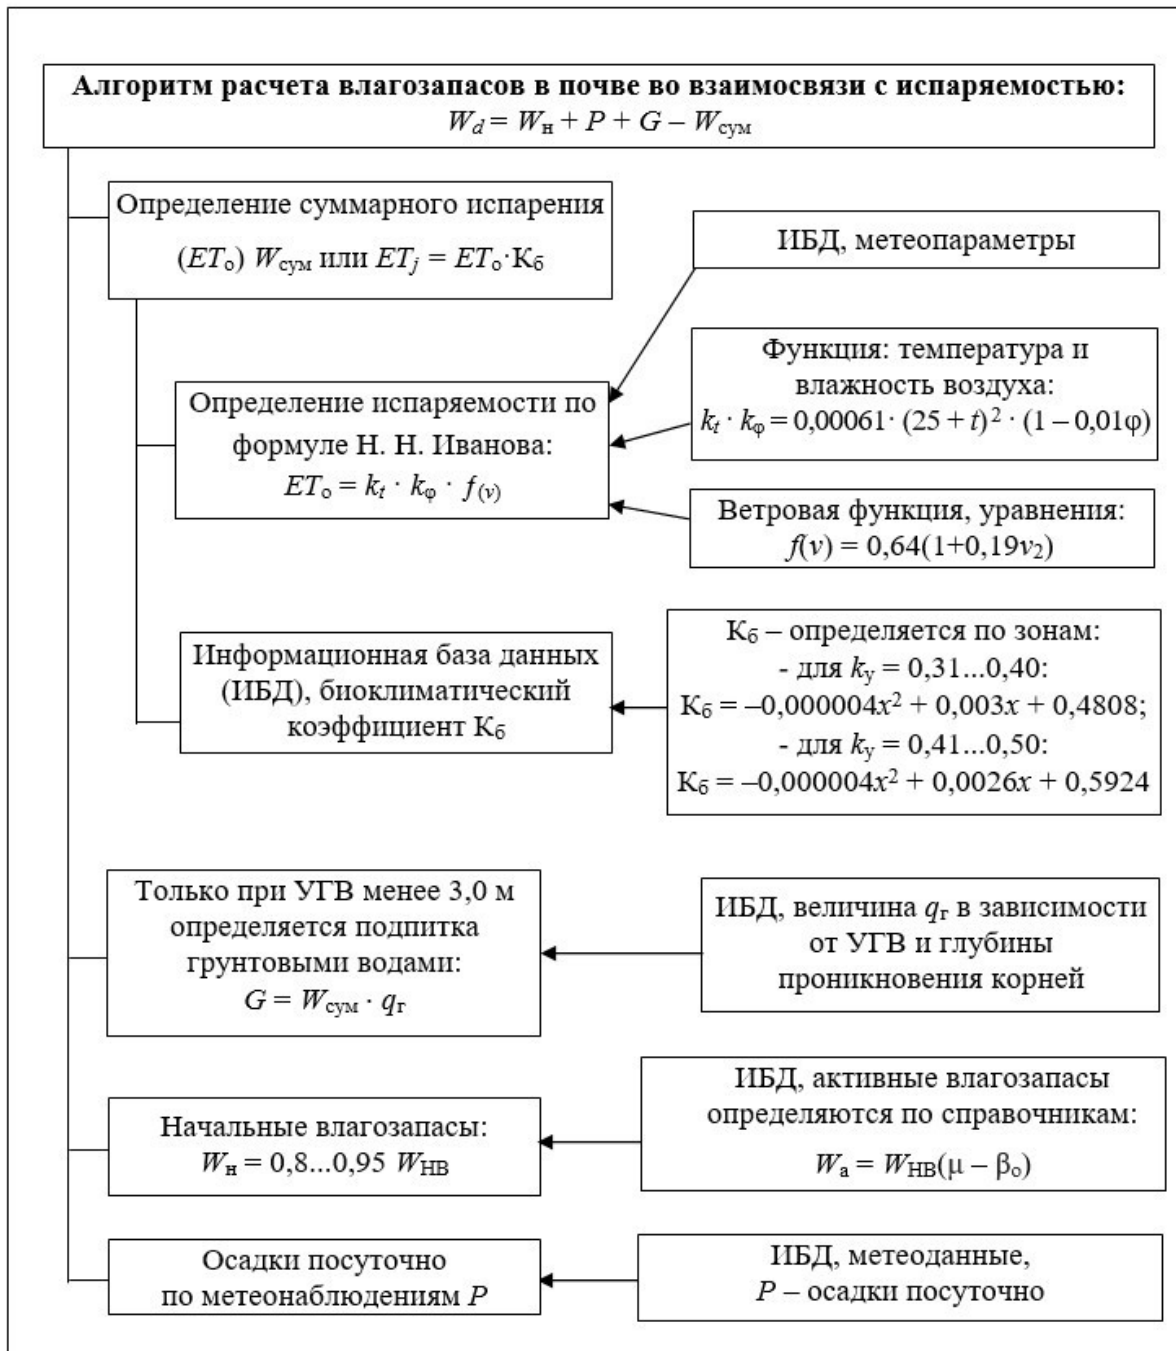 Алгоритм расчета влагозапасов в почве во взаимосвязи с испаряемостью:
W_d = W_н + P + G – W_сум
Определение суммарного испарения
(ET_о) W_сум или ET_j = ET_о·К_б
ИБД, метеопараметры
Функция: температура и
влажность воздуха:
k_t · k_φ = 0,00061· (25 + t)² · (1 – 0,01φ)
Определение испаряемости по
формуле Н. Н. Иванова:
ET_о = k_t · k_φ · f_(v)
Ветровая функция, уравнения:
f(v) = 0,64(1+0,19v₂)
Информационная база данных
(ИБД), биоклиматический
коэффициент К_б
К_б – определяется по зонам:
- для k_у = 0,31...0,40:
К_б = –0,000004x² + 0,003x + 0,4808;
- для k_у = 0,41...0,50:
К_б = –0,000004x² + 0,0026x + 0,5924
Только при УГВ менее 3,0 м
определяется подпитка
грунтовыми водами:
G = W_сум · q_г
ИБД, величина q_г в зависимости
от УГВ и глубины
проникновения корней
Начальные влагозапасы:
W_н = 0,8...0,95 W_НВ
ИБД, активные влагозапасы
определяются по справочникам:
W_а = W_НВ(μ – β_о)
Осадки посуточно
по метеонаблюдениям P
ИБД, метеоданные,
P – осадки посуточно